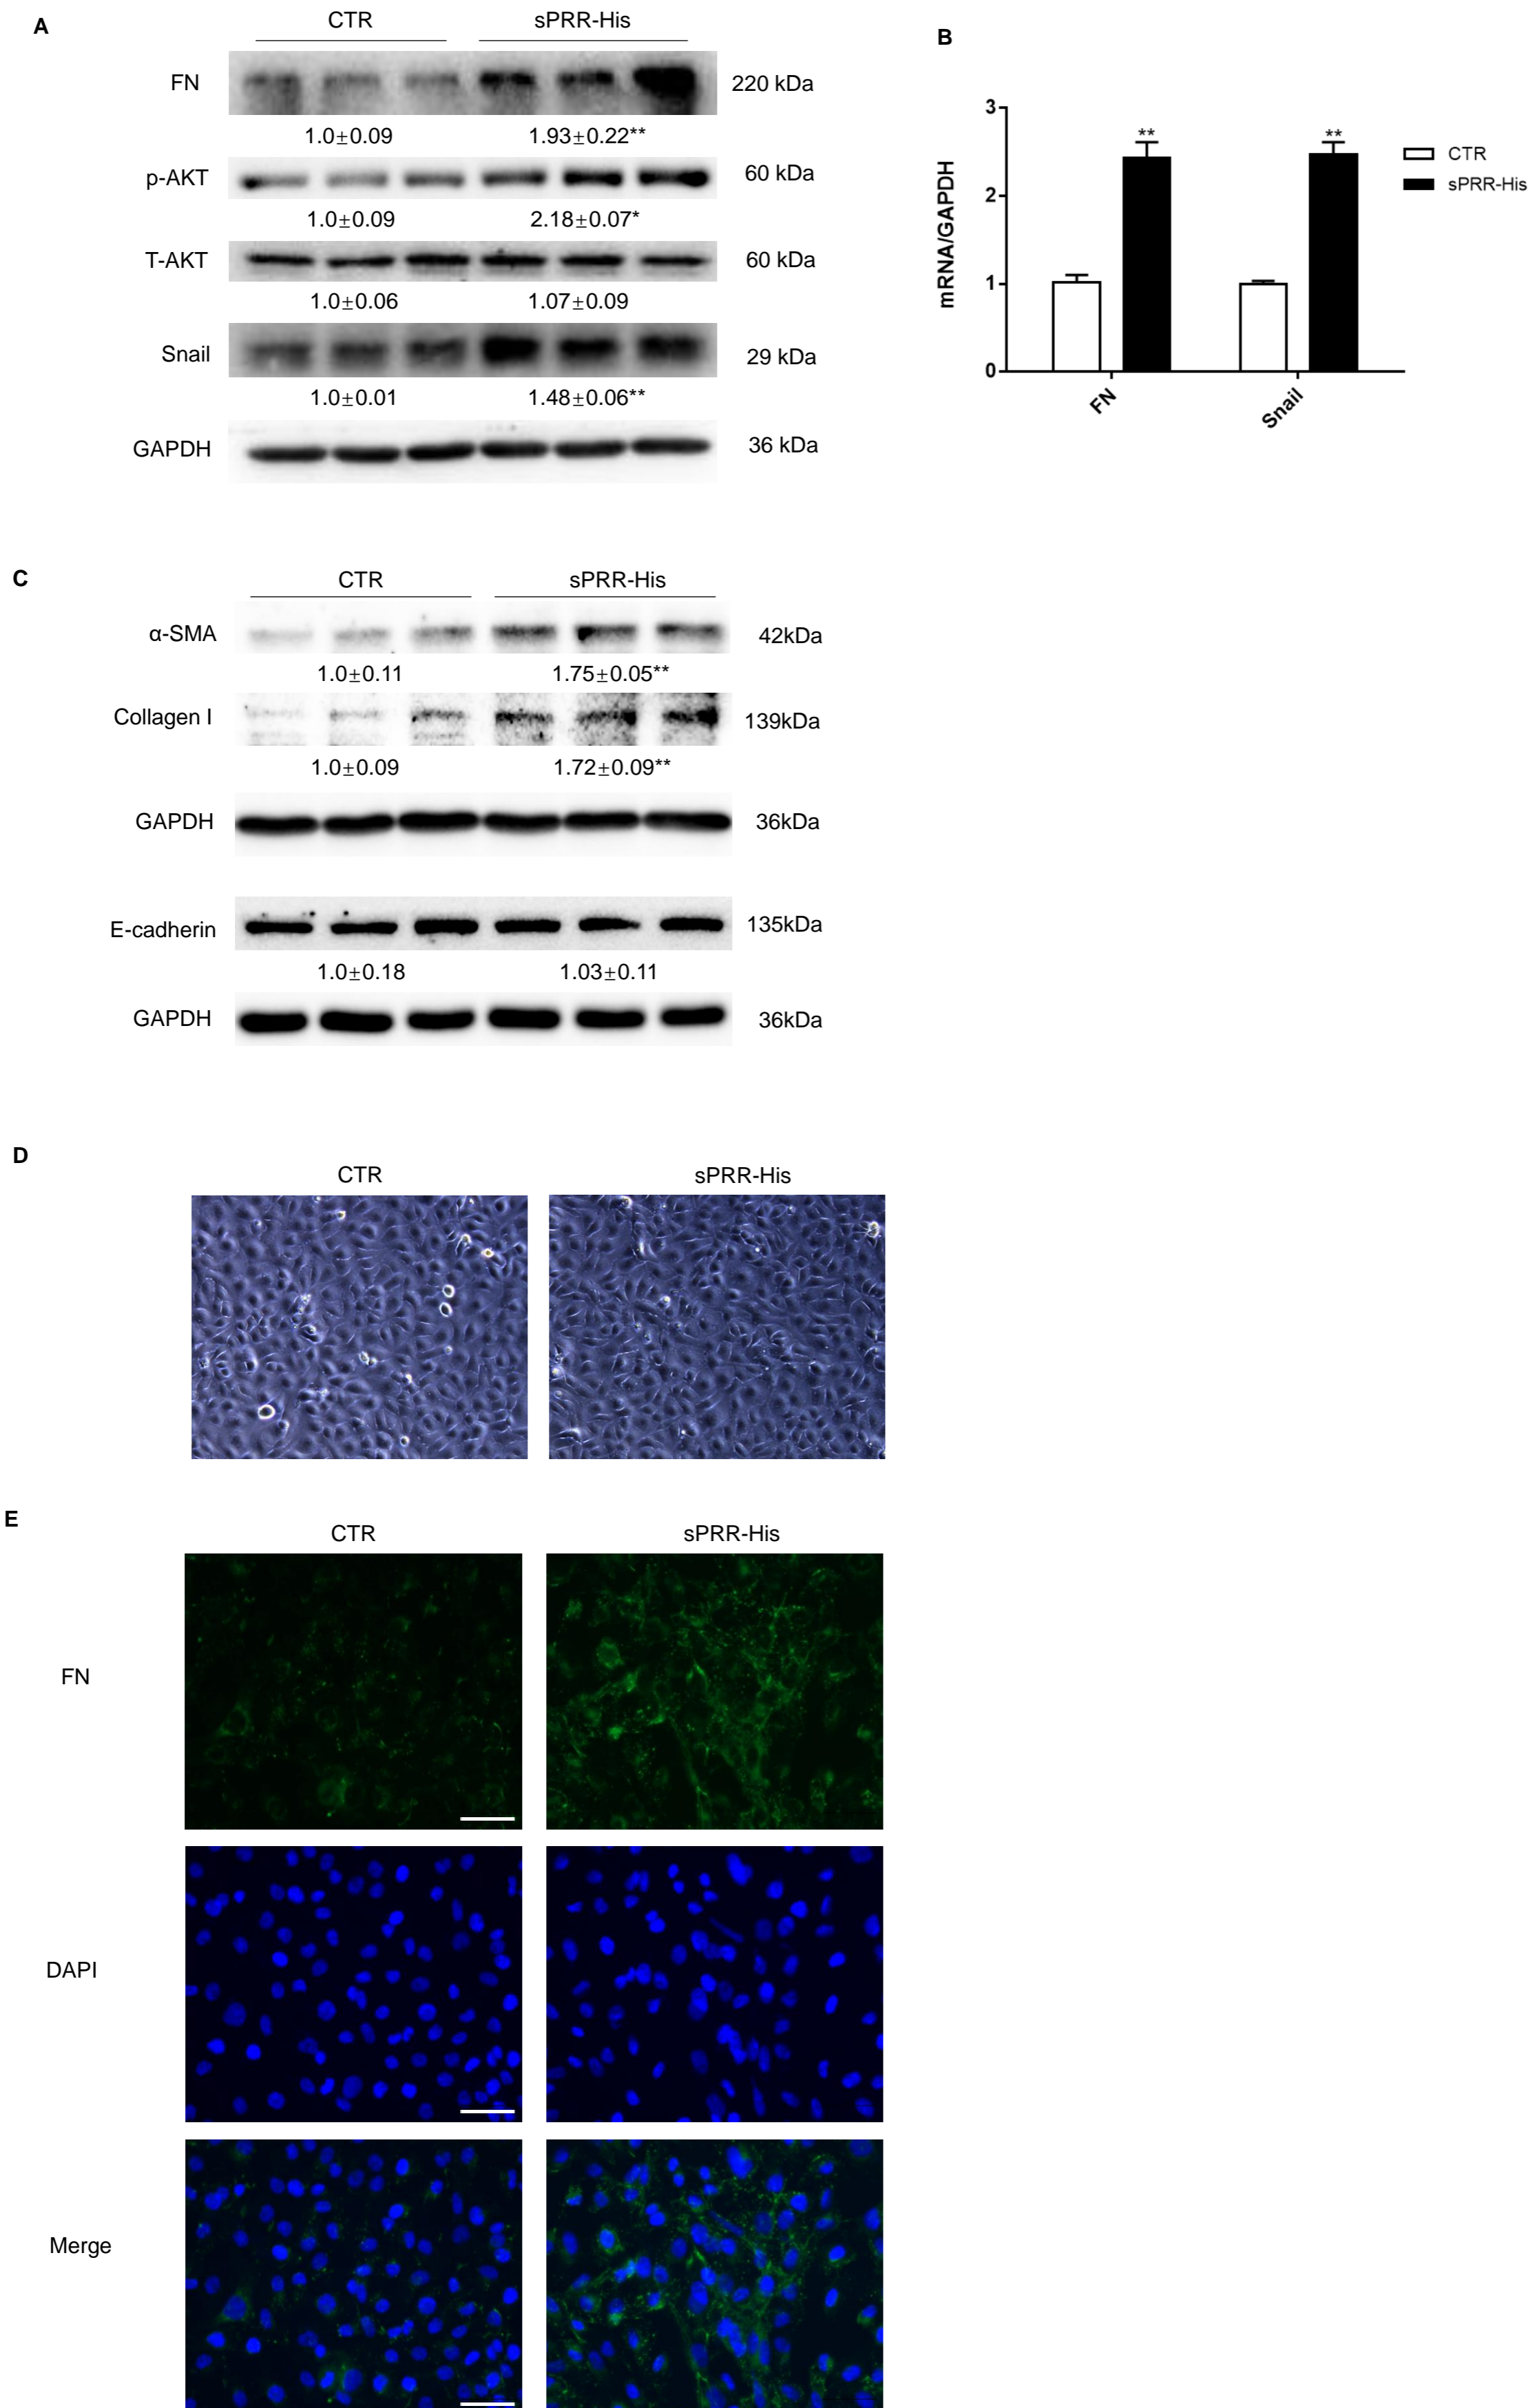 A
CTR sPRR-His
FN 220 kDa
1.0±0.09 1.93±0.22**
p-AKT 60 kDa
1.0±0.09 2.18±0.07*
T-AKT 60 kDa
1.0±0.06 1.07±0.09
Snail 29 kDa
1.0±0.01 1.48±0.06**
GAPDH 36 kDa
B
mRNA/GAPDH
3
2
1
0
** **
FN Snail
CTR
sPRR-His
C
CTR sPRR-His
α-SMA 42kDa
1.0±0.11 1.75±0.05**
Collagen I 139kDa
1.0±0.09 1.72±0.09**
GAPDH 36kDa
E-cadherin 135kDa
1.0±0.18 1.03±0.11
GAPDH 36kDa
D
CTR sPRR-His
E
CTR sPRR-His
FN
DAPI
Merge